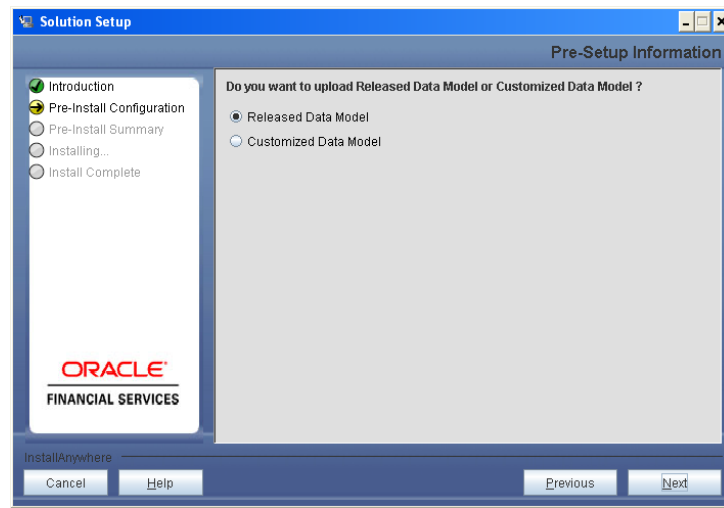 Solution Setup
Pre-Setup Information
Introduction
Pre-Install Configuration
Pre-Install Summary
Installing...
Install Complete
ORACLE
FINANCIAL SERVICES
Do you want to upload Released Data Model or Customized Data Model ?
Released Data Model
Customized Data Model
InstallAnywhere
Cancel
Help
Previous
Next